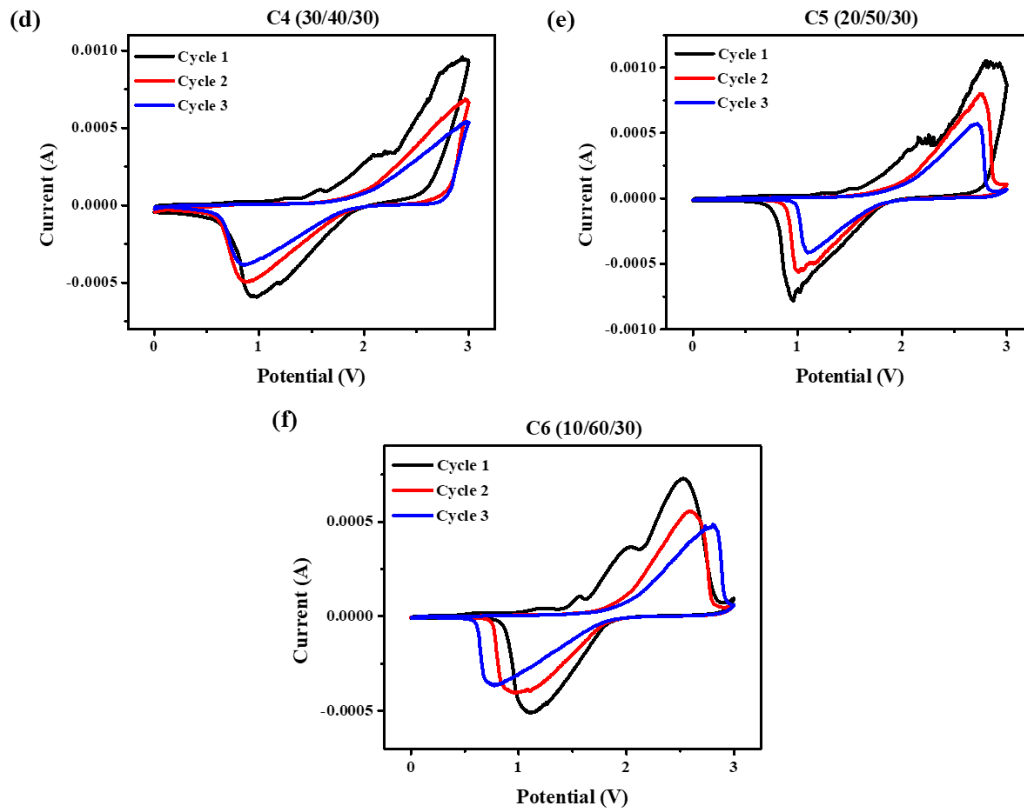 (d)
C4 (30/40/30)
Cycle 1
Cycle 2
Cycle 3
0.0010
0.0005
0.0000
-0.0005
Current (A)
0 1 2 3
Potential (V)
(e)
C5 (20/50/30)
Cycle 1
Cycle 2
Cycle 3
0.0010
0.0005
0.0000
-0.0005
-0.0010
Current (A)
0 1 2 3
Potential (V)
(f)
C6 (10/60/30)
Cycle 1
Cycle 2
Cycle 3
0.0005
0.0000
-0.0005
Current (A)
0 1 2 3
Potential (V)